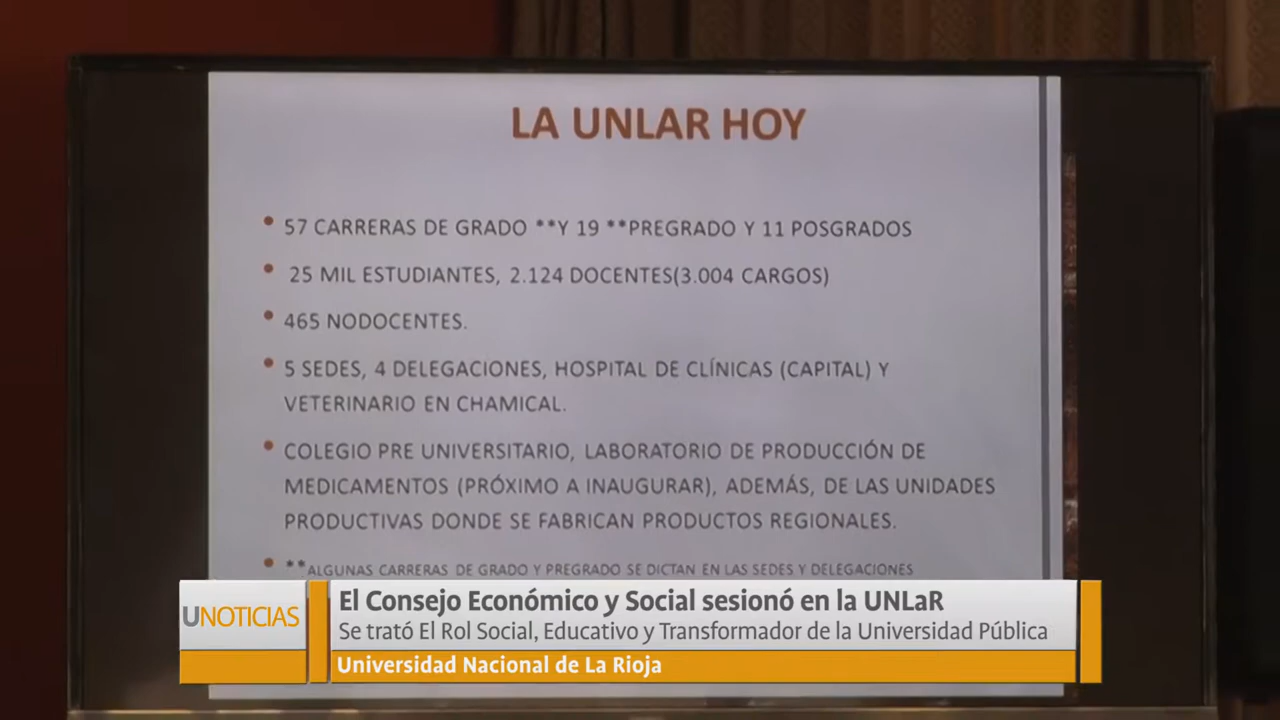 LA UNLAR HOY
• 57 CARRERAS DE GRADO **Y 19 **PREGRADO Y 11 POSGRADOS
• 25 MIL ESTUDIANTES, 2.124 DOCENTES(3.004 CARGOS)
• 465 NODOCENTES.
• 5 SEDES, 4 DELEGACIONES, HOSPITAL DE CLÍNICAS (CAPITAL) Y
VETERINARIO EN CHAMICAL.
• COLEGIO PRE UNIVERSITARIO, LABORATORIO DE PRODUCCIÓN DE
MEDICAMENTOS (PRÓXIMO A INAUGURAR), ADEMÁS, DE LAS UNIDADES
PRODUCTIVAS DONDE SE FABRICAN PRODUCTOS REGIONALES.
• **ALGUNAS CARRERAS DE GRADO Y PREGRADO SE DICTAN EN LAS SEDES Y DELEGACIONES
UNOTICIAS
El Consejo Económico y Social sesionó en la UNLaR
Se trató El Rol Social, Educativo y Transformador de la Universidad Pública
Universidad Nacional de La Rioja